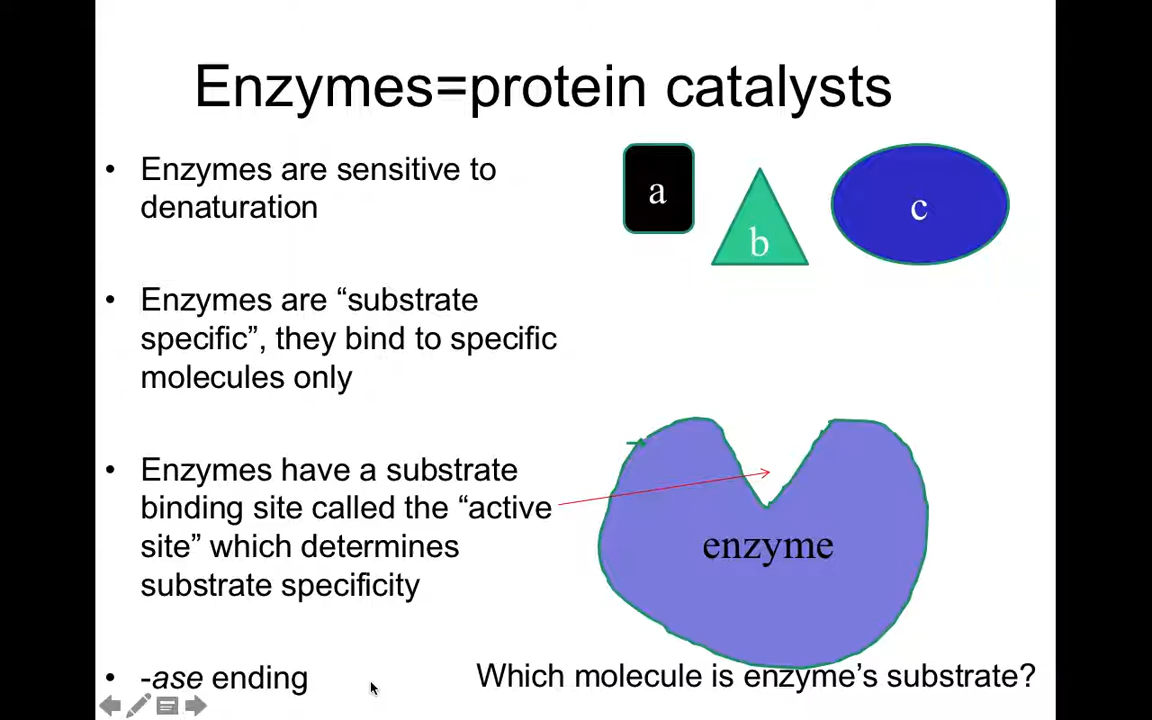 Enzymes=protein catalysts
• Enzymes are sensitive to
denaturation
• Enzymes are “substrate
specific”, they bind to specific
molecules only
• Enzymes have a substrate
binding site called the “active
site” which determines
substrate specificity
• -ase ending
a
b
c
enzyme
Which molecule is enzyme’s substrate?